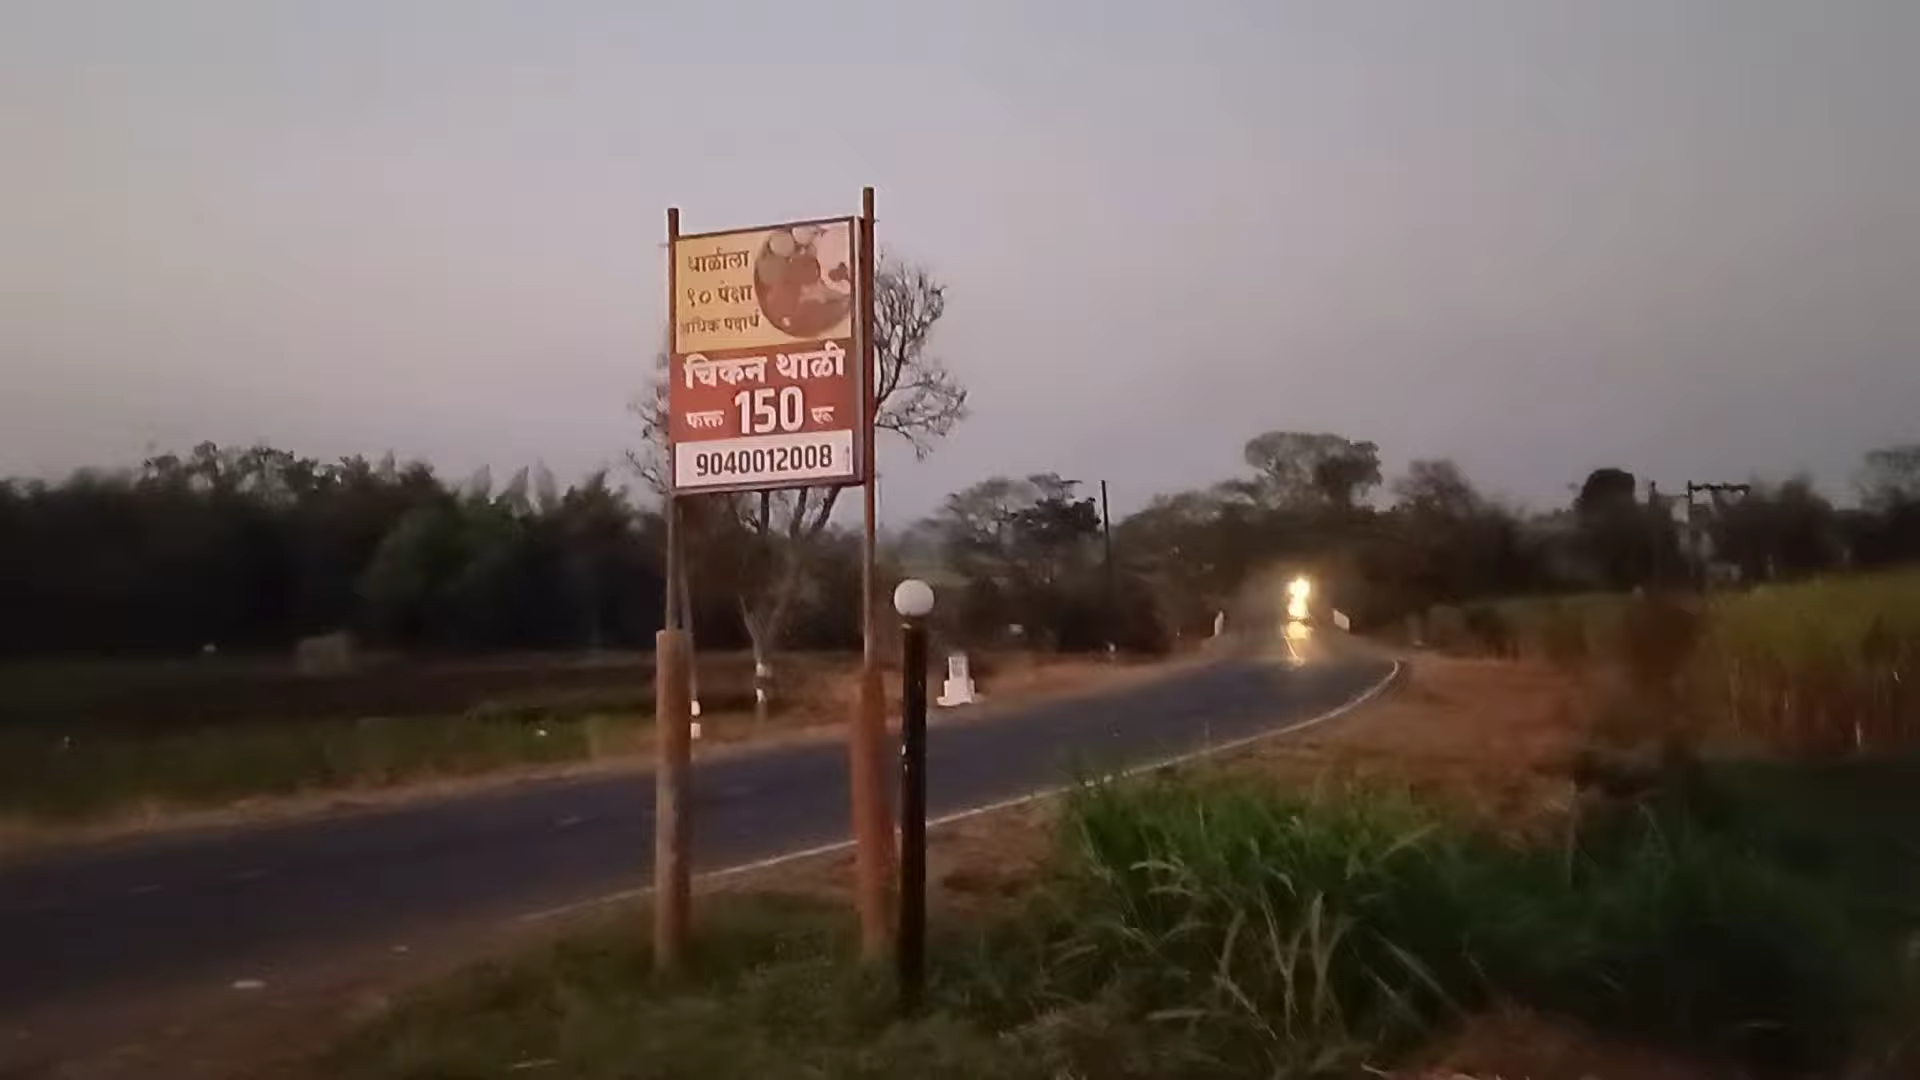 थाळीला
१० पेक्षा
अधिक पदार्थ
चिकन थाळी
फक्त 150 रू
9040012008